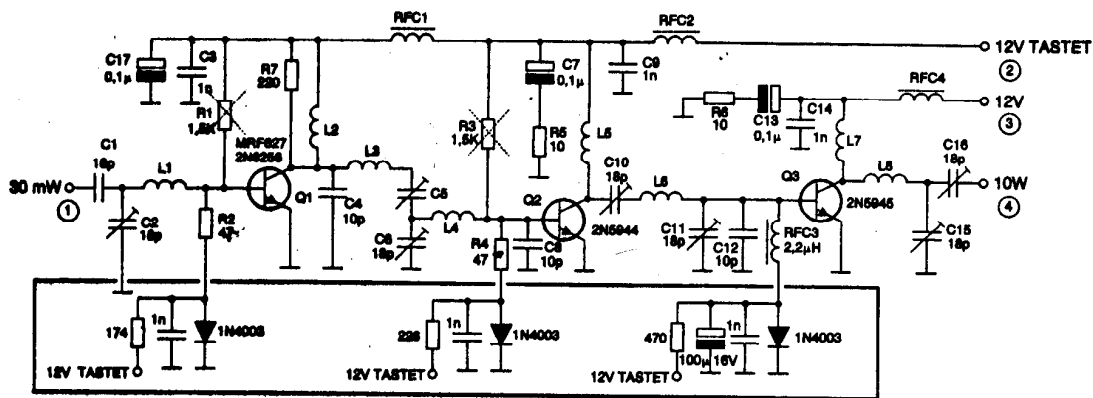 RFC1
RFC2
C17
0,1µ
C3
1n
R1
1,5K
R7
220
L2
R3
1,5K
C7
0,1µ
R5
10
L5
C9
1n
12V TASTET
2
RFC4
12V
3
R6
10
C13
0,1µ
C14
1n
L7
MRF627
2N6256
Q1
C1
18p
L1
30 mW
1
C2
18p
R2
47
L3
C4
10p
C5
C6
18p
L4
R4
47
Q2
2N5944
C8
10p
C10
18p
L6
C11
18p
C12
10p
Q3
2N5945
RFC3
2,2µH
L8
C16
18p
10W
4
C15
18p
174
1n
1N4003
12V TASTET
1n
1N4003
12V TASTET
470
100µ 16V
1n
1N4003
12V TASTET